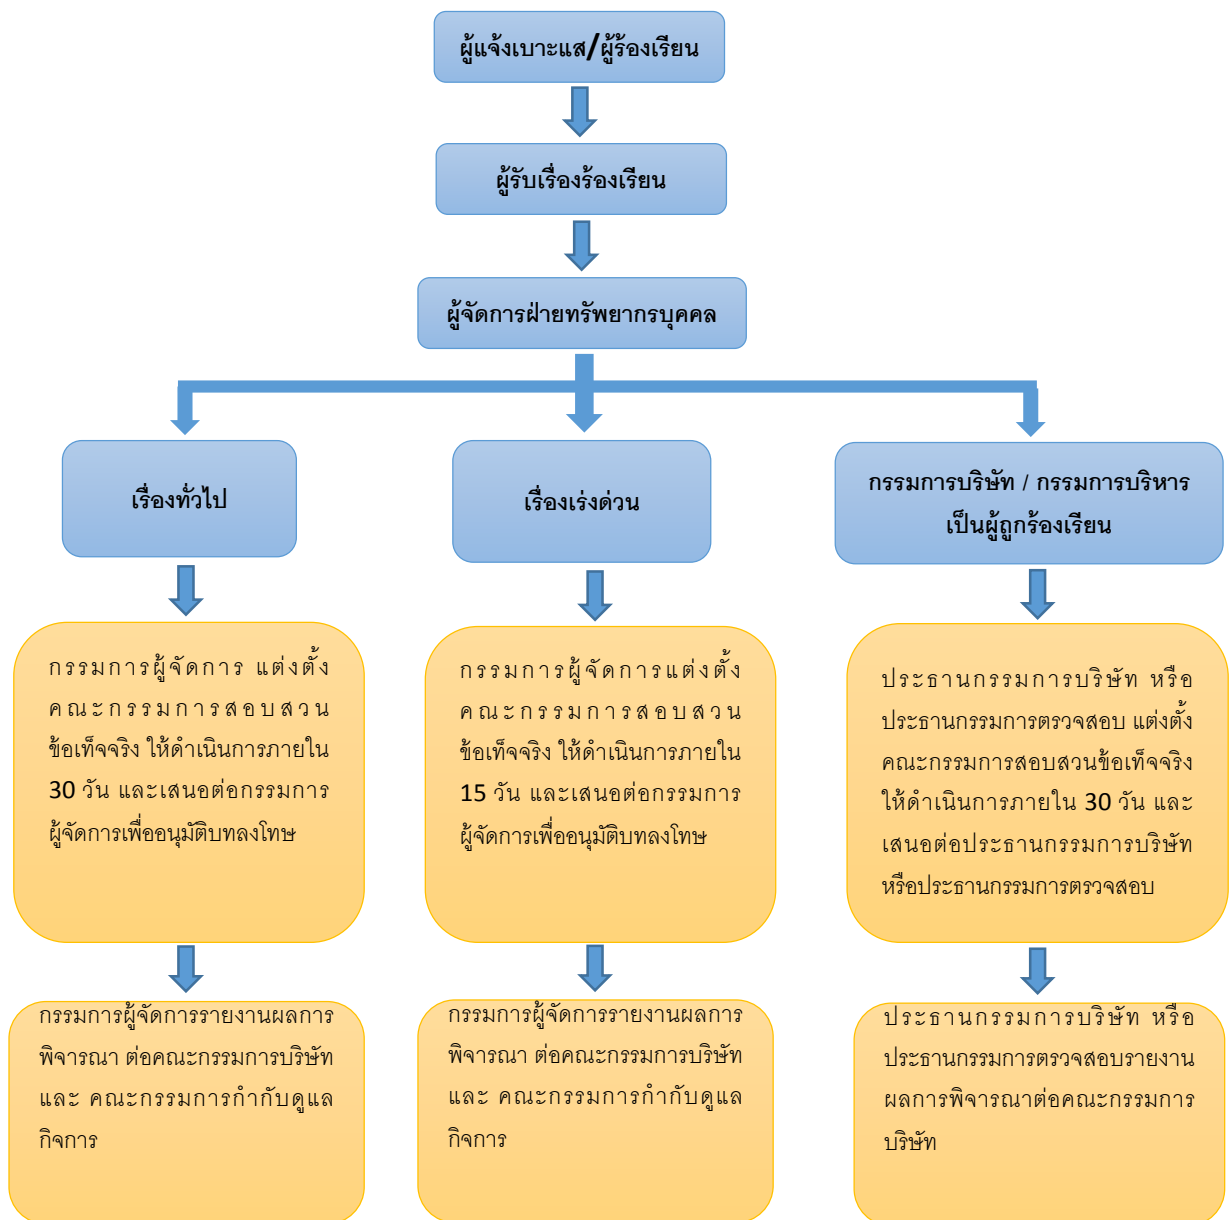 ผู้แจ้งเบาะแส/ผู้ร้องเรียน
ผู้รับเรื่องร้องเรียน
ผู้จัดการฝ่ายทรัพยากรบุคคล
เรื่องทั่วไป
เรื่องเร่งด่วน
กรรมการบริษัท / กรรมการบริหาร
เป็นผู้ถูกร้องเรียน
กรรมการผู้จัดการ แต่งตั้ง
คณะกรรมการสอบสวน
ข้อเท็จจริง ให้ดำเนินการภายใน
30 วัน และเสนอต่อกรรมการ
ผู้จัดการเพื่ออนุมัติบทลงโทษ
กรรมการผู้จัดการแต่งตั้ง
คณะกรรมการสอบสวน
ข้อเท็จจริง ให้ดำเนินการภายใน
15 วัน และเสนอต่อกรรมการ
ผู้จัดการเพื่ออนุมัติบทลงโทษ
ประธานกรรมการบริษัท หรือ
ประธานกรรมการตรวจสอบ แต่งตั้ง
คณะกรรมการสอบสวนข้อเท็จจริง
ให้ดำเนินการภายใน 30 วัน และ
เสนอต่อประธานกรรมการบริษัท
หรือประธานกรรมการตรวจสอบ
กรรมการผู้จัดการรายงานผลการ
พิจารณา ต่อคณะกรรมการบริษัท
และ คณะกรรมการกำกับดูแล
กิจการ
กรรมการผู้จัดการรายงานผลการ
พิจารณา ต่อคณะกรรมการบริษัท
และ คณะกรรมการกำกับดูแล
กิจการ
ประธานกรรมการบริษัท หรือ
ประธานกรรมการตรวจสอบรายงาน
ผลการพิจารณาต่อคณะกรรมการ
บริษัท